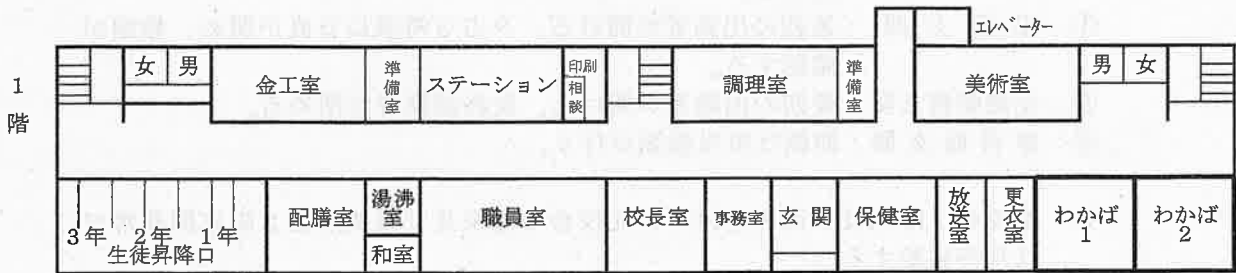 エレベーター
1階
女 男 金工室 準備室 ステーション 印刷 相談 調理室 準備室 美術室 男 女
3年 2年 1年
生徒昇降口
配膳室 湯沸室 和室 職員室 校長室 事務室 玄関 保健室 放送室 更衣室 わかば1 わかば2